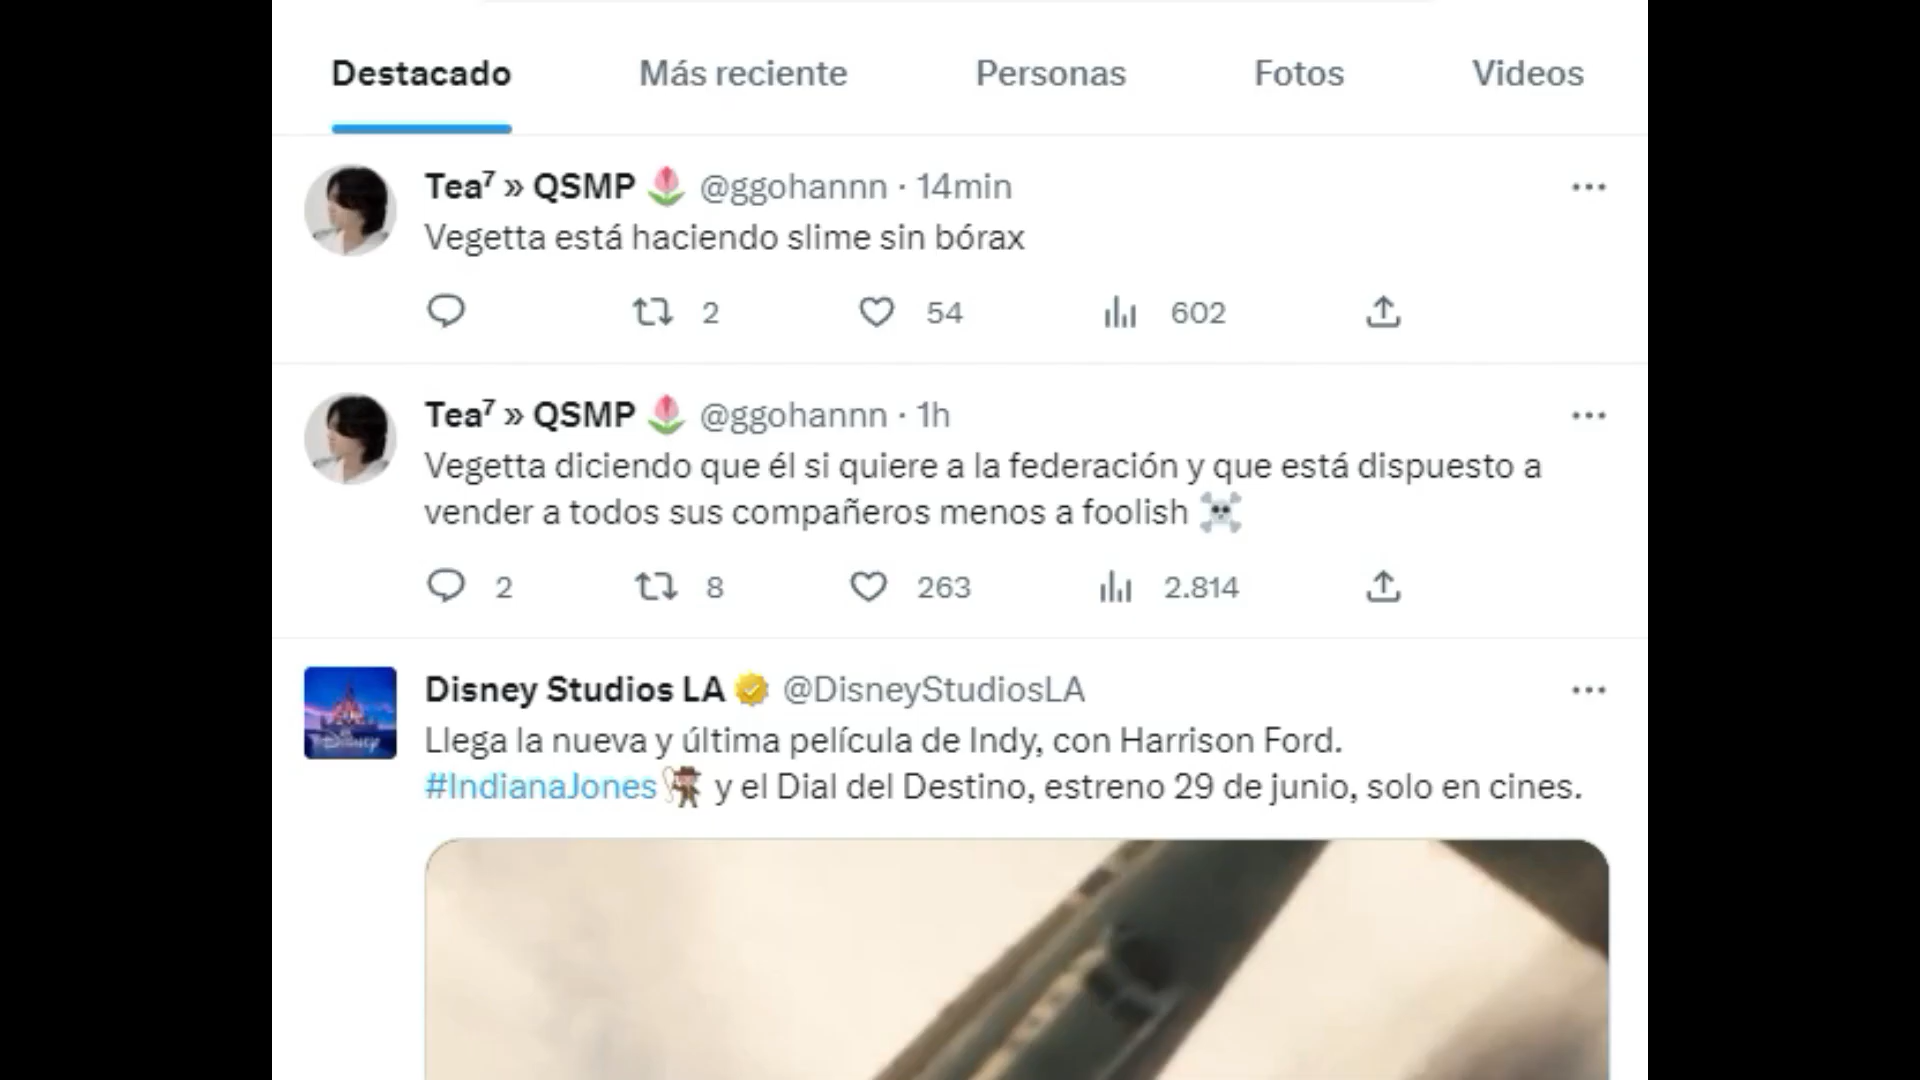 Destacado Más reciente Personas Fotos Videos
Tea⁷ » QSMP 🌷 @ggohannn · 14min
Vegetta está haciendo slime sin bórax
2 54 602
Tea⁷ » QSMP 🌷 @ggohannn · 1h
Vegetta diciendo que él si quiere a la federación y que está dispuesto a
vender a todos sus compañeros menos a foolish ☠️
2 8 263 2.814
Disney Studios LA @DisneyStudiosLA
Llega la nueva y última película de Indy, con Harrison Ford.
#IndianaJones y el Dial del Destino, estreno 29 de junio, solo en cines.
Disney